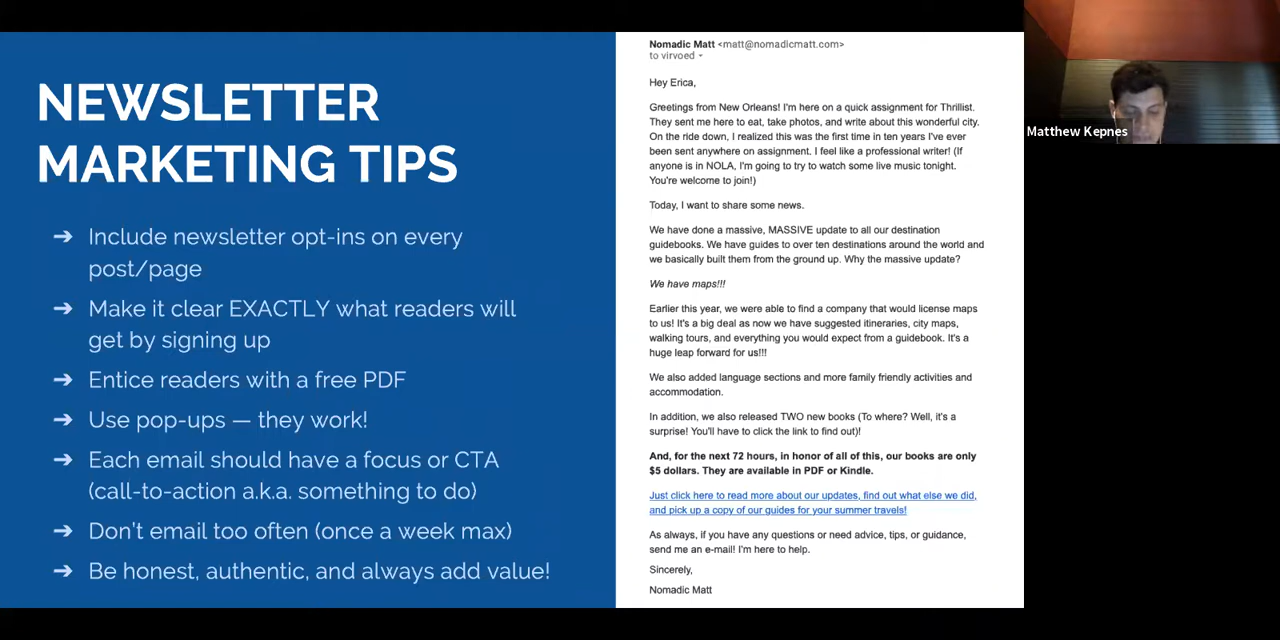 NEWSLETTER
MARKETING TIPS
➔ Include newsletter opt-ins on every
post/page
➔ Make it clear EXACTLY what readers will
get by signing up
➔ Entice readers with a free PDF
➔ Use pop-ups — they work!
➔ Each email should have a focus or CTA
(call-to-action a.k.a. something to do)
➔ Don't email too often (once a week max)
➔ Be honest, authentic, and always add value!
Nomadic Matt <matt@nomadicmatt.com>
to virvoed
Hey Erica,
Greetings from New Orleans! I'm here on a quick assignment for Thrillist.
They sent me here to eat, take photos, and write about this wonderful city.
On the ride down, I realized this was the first time in ten years I've ever
been sent anywhere on assignment. I feel like a professional writer! (If
anyone is in NOLA, I'm going to try to watch some live music tonight.
You're welcome to join!)
Today, I want to share some news.
We have done a massive, MASSIVE update to all our destination
guidebooks. We have guides to over ten destinations around the world and
we basically built them from the ground up. Why the massive update?
We have maps!!!
Earlier this year, we were able to find a company that would license maps
to us! It's a big deal as now we have suggested itineraries, city maps,
walking tours, and everything you would expect from a guidebook. It's a
huge leap forward for us!!!
We also added language sections and more family friendly activities and
accommodation.
In addition, we also released TWO new books (To where? Well, it's a
surprise! You'll have to click the link to find out)!
And, for the next 72 hours, in honor of all of this, our books are only
$5 dollars. They are available in PDF or Kindle.
Just click here to read more about our updates, find out what else we did,
and pick up a copy of our guides for your summer travels!
As always, if you have any questions or need advice, tips, or guidance,
send me an e-mail! I'm here to help.
Sincerely,
Nomadic Matt
Matthew Kepnes